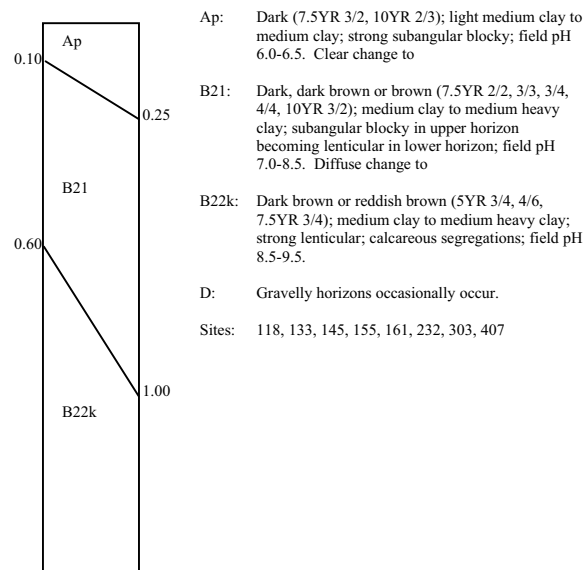 Ap
0.10
0.25
B21
0.60
1.00
B22k
Ap: Dark (7.5YR 3/2, 10YR 2/3); light medium clay to
medium clay; strong subangular blocky; field pH
6.0-6.5. Clear change to
B21: Dark, dark brown or brown (7.5YR 2/2, 3/3, 3/4,
4/4, 10YR 3/2); medium clay to medium heavy
clay; subangular blocky in upper horizon
becoming lenticular in lower horizon; field pH
7.0-8.5. Diffuse change to
B22k: Dark brown or reddish brown (5YR 3/4, 4/6,
7.5YR 3/4); medium clay to medium heavy clay;
strong lenticular; calcareous segregations; field pH
8.5-9.5.
D: Gravelly horizons occasionally occur.
Sites: 118, 133, 145, 155, 161, 232, 303, 407